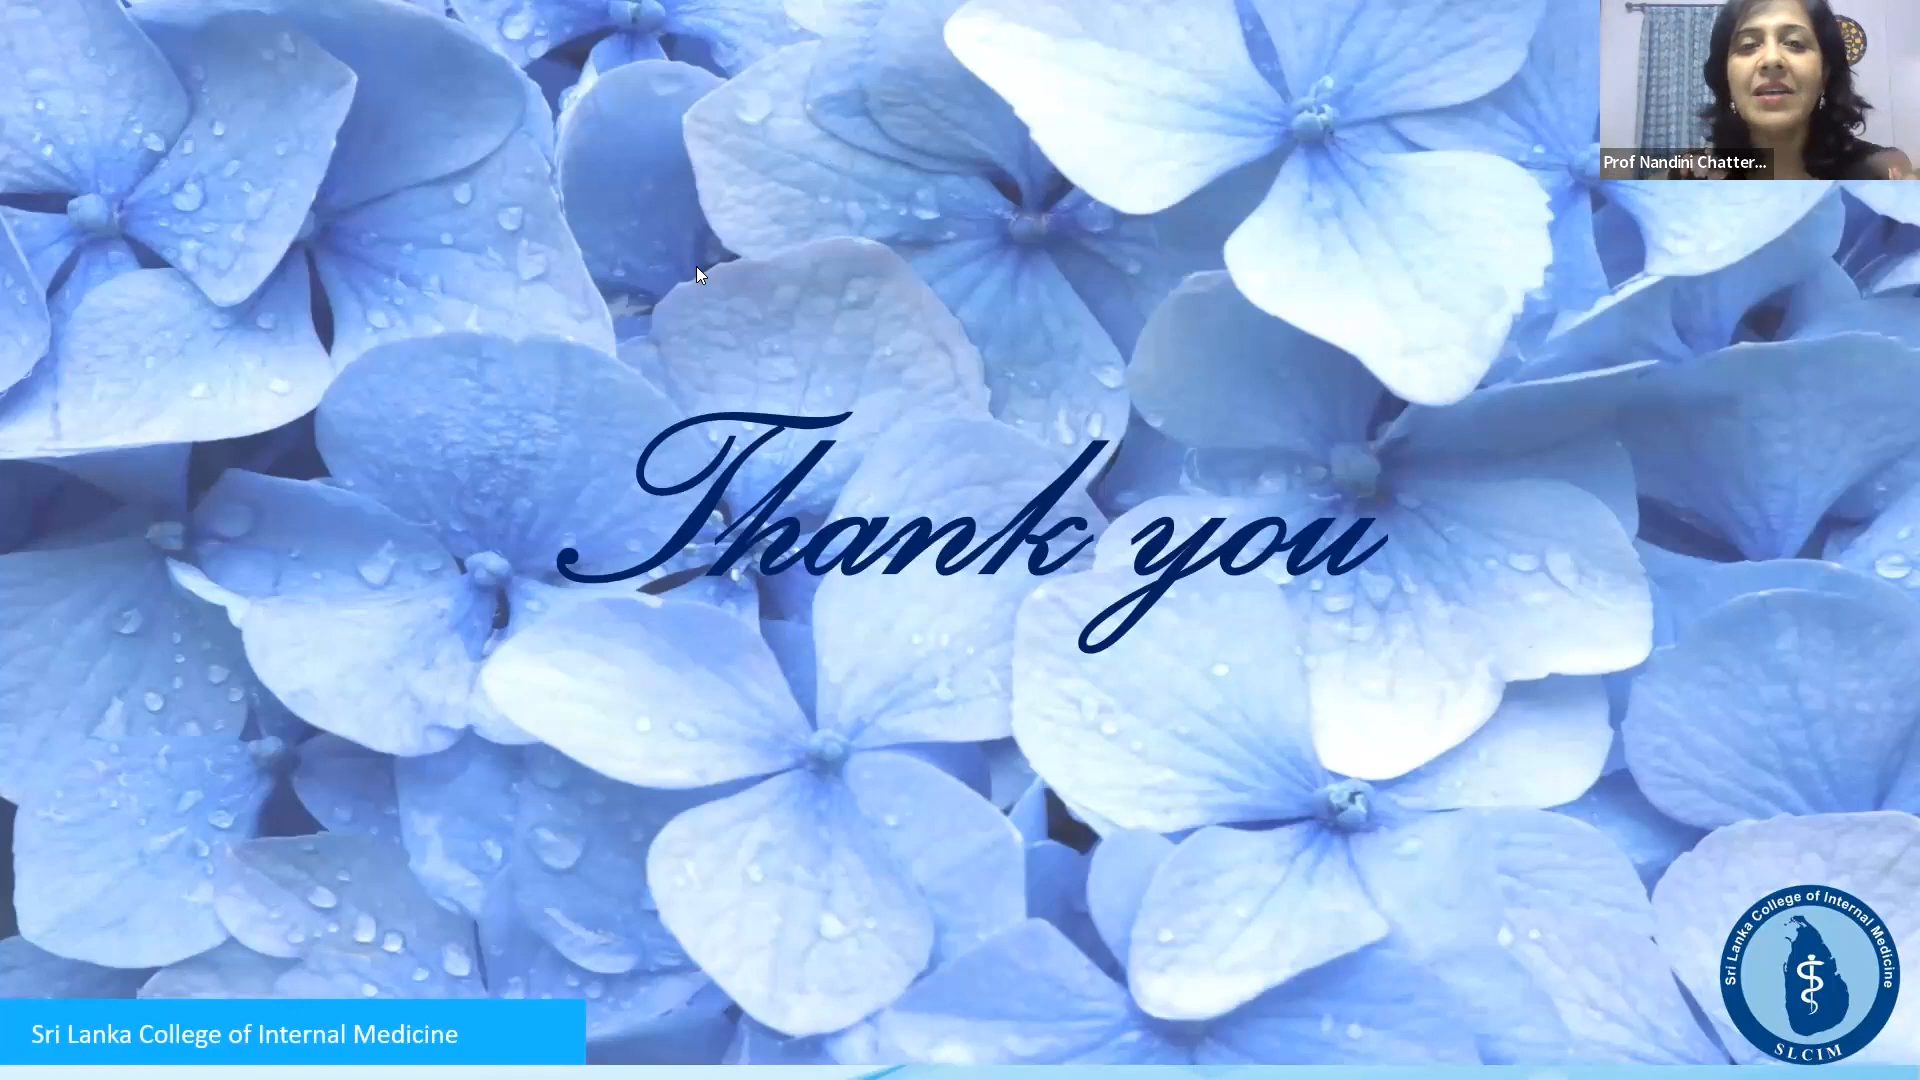 Prof Nandini Chatter...
Thank you
Sri Lanka College of Internal Medicine
Sri Lanka College of Internal Medicine
SLCIM